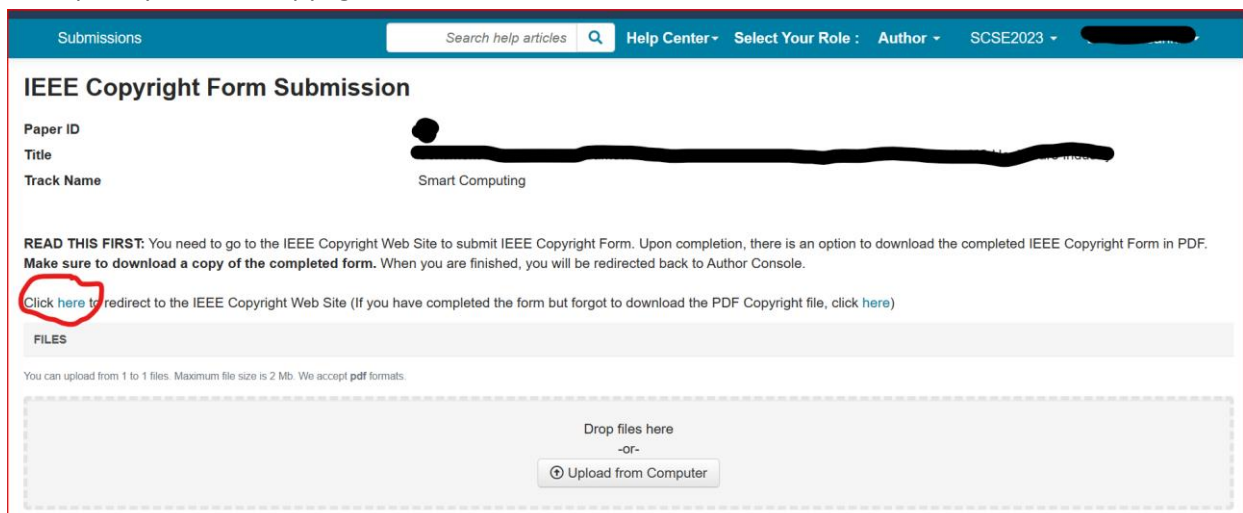 Submissions Search help articles Help Center Select Your Role : Author SCSE2023
IEEE Copyright Form Submission
Paper ID
Title
Track Name Smart Computing
READ THIS FIRST: You need to go to the IEEE Copyright Web Site to submit IEEE Copyright Form. Upon completion, there is an option to download the completed IEEE Copyright Form in PDF.
Make sure to download a copy of the completed form. When you are finished, you will be redirected back to Author Console.
Click here to redirect to the IEEE Copyright Web Site (If you have completed the form but forgot to download the PDF Copyright file, click here)
FILES
You can upload from 1 to 1 files. Maximum file size is 2 Mb. We accept pdf formats.
Drop files here
-or-
Upload from Computer